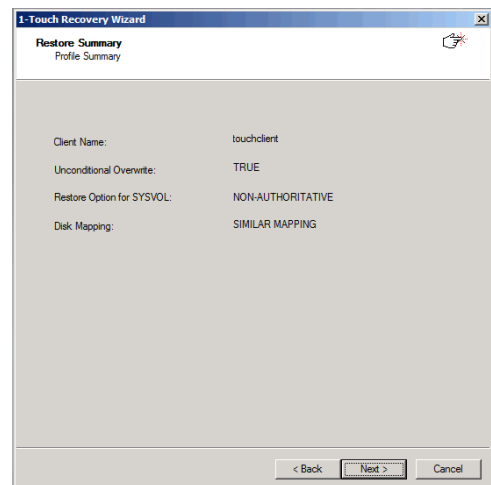 1-Touch Recovery Wizard
Restore Summary
Profile Summary
Client Name: touchclient
Unconditional Overwrite: TRUE
Restore Option for SYSVOL: NON-AUTHORITATIVE
Disk Mapping: SIMILAR MAPPING
< Back Next > Cancel